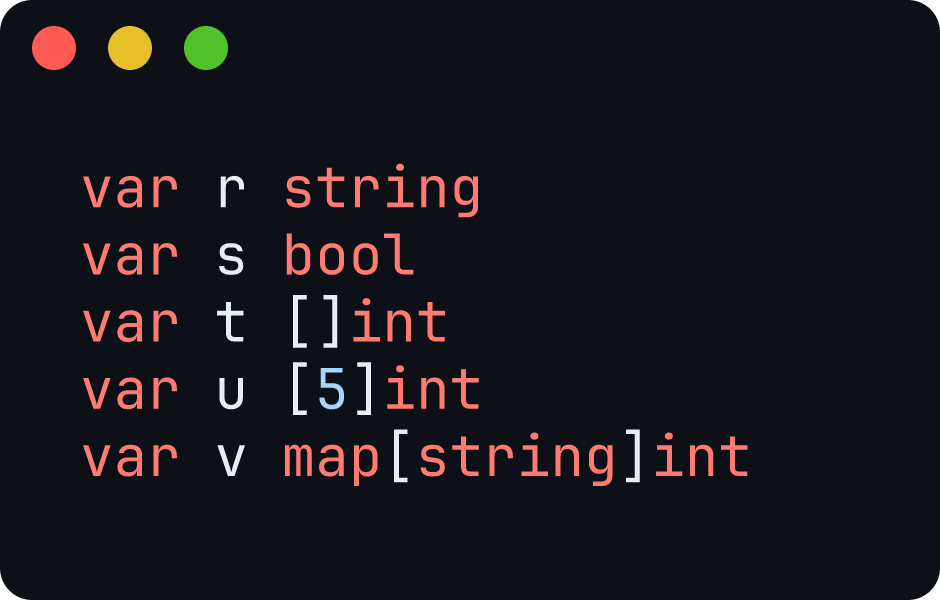 var r string
var s bool
var t []int
var u [5]int
var v map[string]int